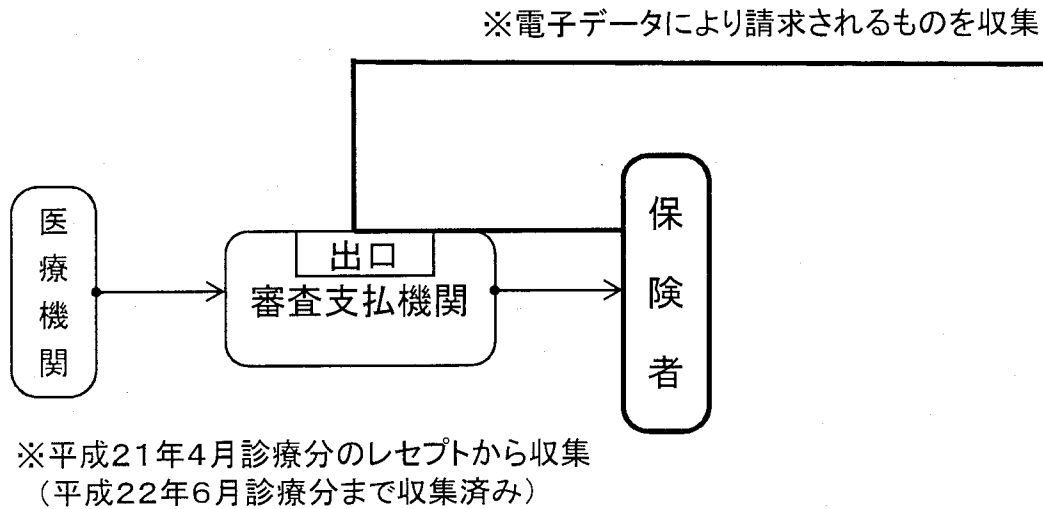 ※電子データにより請求されるものを収集
医療機関
出口
審査支払機関
保険者
※平成21年4月診療分のレセプトから収集
（平成22年6月診療分まで収集済み）